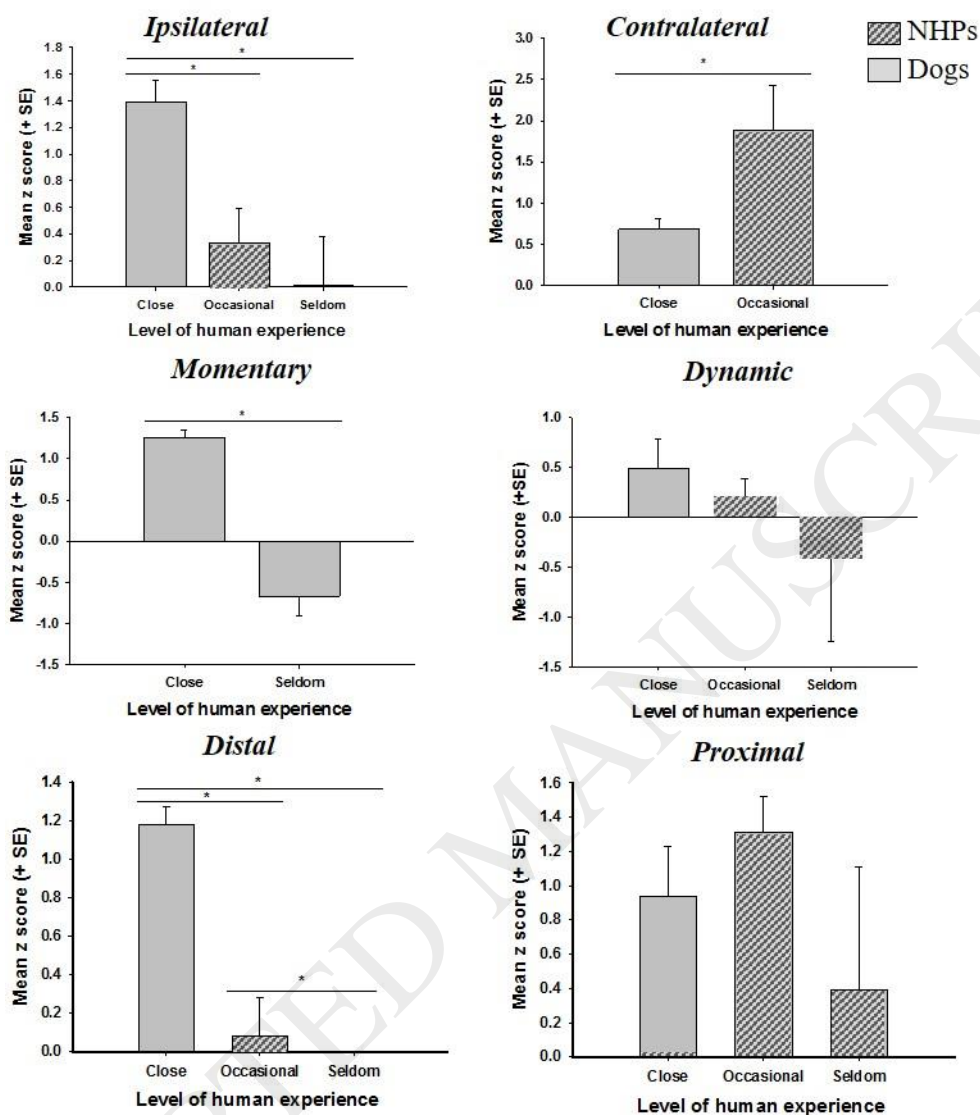 Ipsilateral
Mean z score (+ SE)
1.8
1.6
1.4
1.2
1.0
0.8
0.6
0.4
0.2
0.0
*
*
Close Occasional Seldom
Level of human experience
Contralateral
Mean z score (+ SE)
3.0
2.5
2.0
1.5
1.0
0.5
0.0
*
Close Occasional
Level of human experience
NHPs
Dogs
Momentary
Mean z score (+ SE)
1.5
1.0
0.5
0.0
-0.5
-1.0
-1.5
*
Close Seldom
Level of human experience
Dynamic
Mean z score (+SE)
1.0
0.5
0.0
-0.5
-1.0
-1.5
Close Occasional Seldom
Level of human experience
Distal
Mean z score (+ SE)
1.4
1.2
1.0
0.8
0.6
0.4
0.2
0.0
*
*
*
Close Occasional Seldom
Level of human experience
Proximal
Mean z score (+ SE)
1.6
1.4
1.2
1.0
0.8
0.6
0.4
0.2
0.0
Close Occasional Seldom
Level of human experience
TED MANUSCRI